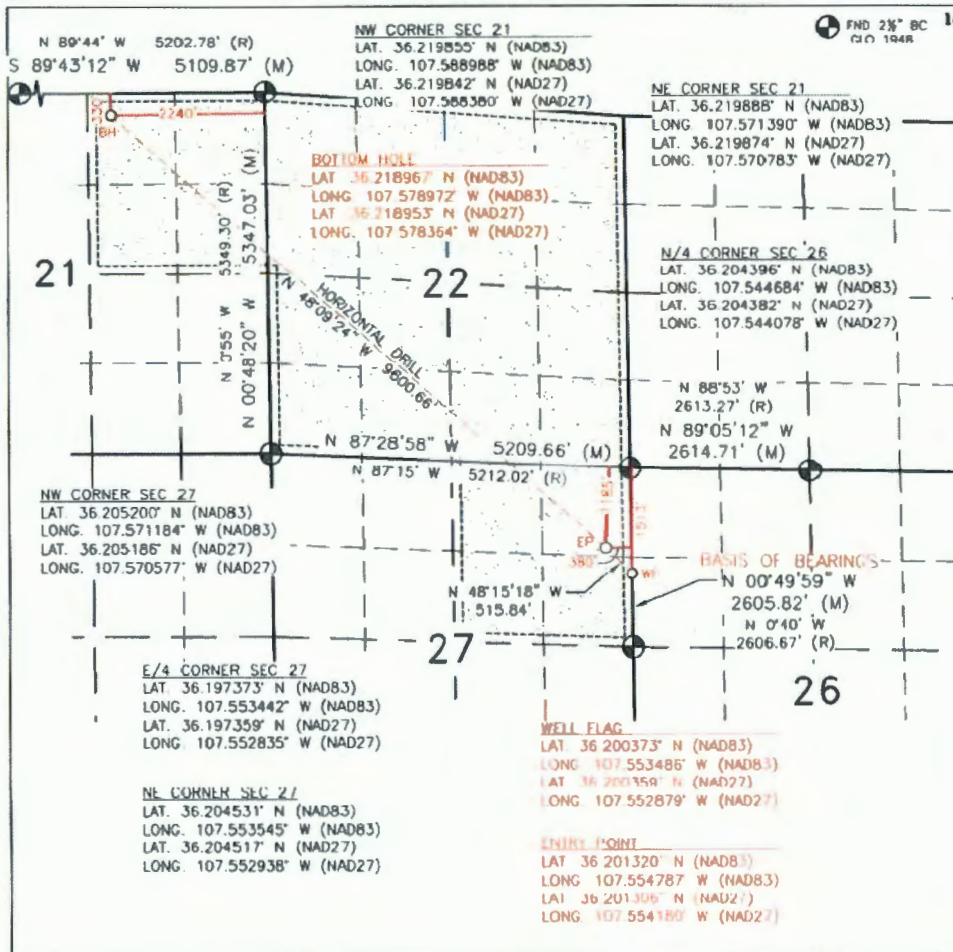 FND 2⅜" BC
GLO 1948
N 89°44' W 5202.78' (R)
S 89°43'12" W 5109.87' (M)
NW CORNER SEC 21
LAT. 36.219855° N (NAD83)
LONG. 107.588988° W (NAD83)
LAT. 36.219842° N (NAD27)
LONG. 107.588380° W (NAD27)
NE CORNER SEC 21
LAT. 36.219888° N (NAD83)
LONG. 107.571390° W (NAD83)
LAT. 36.219874° N (NAD27)
LONG. 107.570783° W (NAD27)
330'
2240'
BH
BOTTOM HOLE
LAT 36.218967° N (NAD83)
LONG 107.578972° W (NAD83)
LAT 36.218953° N (NAD27)
LONG. 107.578364° W (NAD27)
N 0°55' W 5349.30' (R)
N 00°48'20" W 5347.03' (M)
21
22
N/4 CORNER SEC 26
LAT. 36.204396° N (NAD83)
LONG. 107.544684° W (NAD83)
LAT. 36.204382° N (NAD27)
LONG. 107.544078° W (NAD27)
HORIZONTAL DRILL
N 48°09'24" W 9600.66'
N 88°53' W
2613.27' (R)
N 89°05'12" W
2614.71' (M)
N 87°28'58" W 5209.66' (M)
N 87°15' W 5212.02' (R)
NW CORNER SEC 27
LAT. 36.205200° N (NAD83)
LONG. 107.571184° W (NAD83)
LAT. 36.205186° N (NAD27)
LONG. 107.570577° W (NAD27)
1185'
1513'
EP
380'
WF
BASIS OF BEARINGS
N 00°49'59" W
2605.82' (M)
N 0°40' W
2606.67' (R)
N 48°15'18" W
515.84'
27
26
E/4 CORNER SEC 27
LAT. 36.197373° N (NAD83)
LONG. 107.553442° W (NAD83)
LAT. 36.197359° N (NAD27)
LONG. 107.552835° W (NAD27)
WELL FLAG
LAT. 36.200373° N (NAD83)
LONG 107.553486° W (NAD83)
LAT 36.200359° N (NAD27)
LONG. 107.552879° W (NAD27)
NE CORNER SEC 27
LAT. 36.204531° N (NAD83)
LONG. 107.553545° W (NAD83)
LAT. 36.204517° N (NAD27)
LONG. 107.552938° W (NAD27)
ENTRY POINT
LAT 36.201320° N (NAD83)
LONG 107.554787° W (NAD83)
LAT 36.201306° N (NAD27)
LONG. 107.554180° W (NAD27)